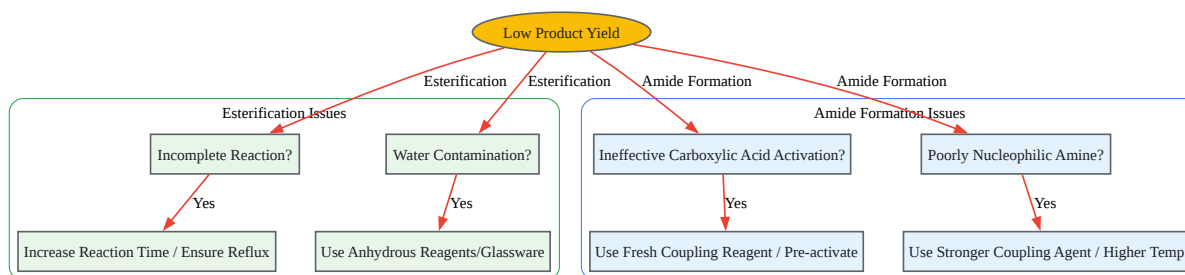 Low Product Yield
Esterification
Esterification
Amide Formation
Amide Formation
Esterification Issues
Amide Formation Issues
Incomplete Reaction?
Water Contamination?
Ineffective Carboxylic Acid Activation?
Poorly Nucleophilic Amine?
Yes
Yes
Yes
Yes
Increase Reaction Time / Ensure Reflux
Use Anhydrous Reagents/Glassware
Use Fresh Coupling Reagent / Pre-activate
Use Stronger Coupling Agent / Higher Temp